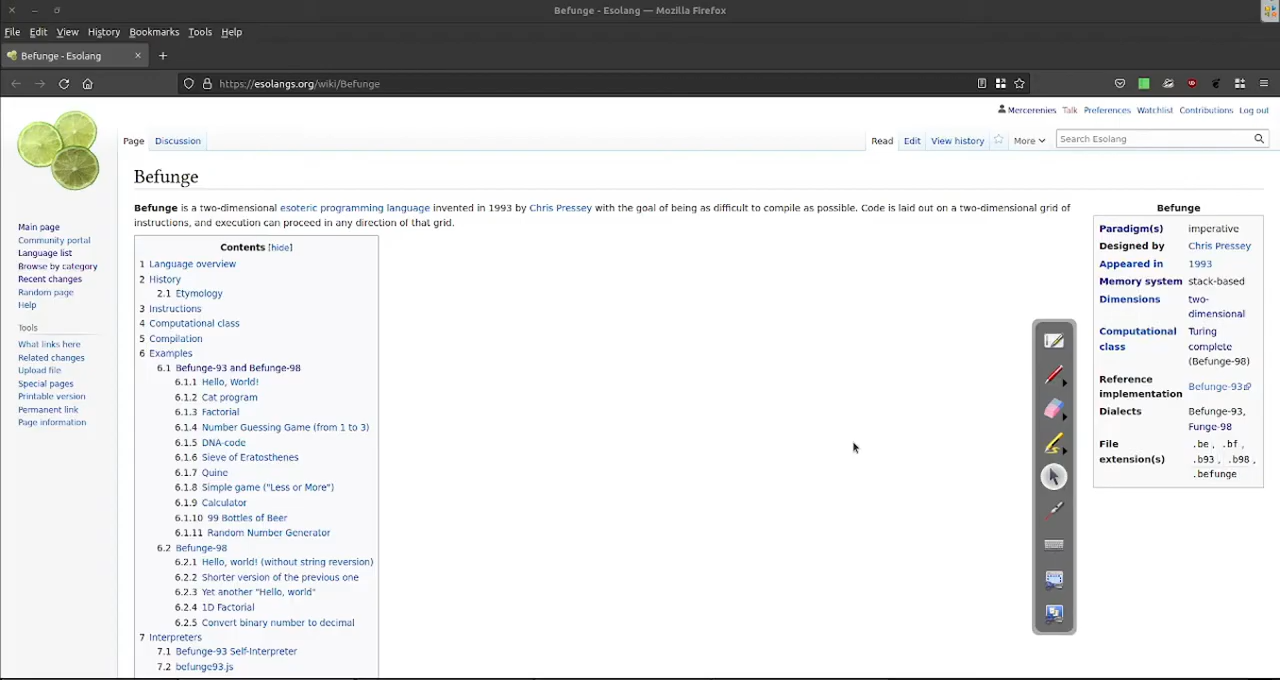 Befunge - Esolang — Mozilla Firefox
File Edit View History Bookmarks Tools Help
Befunge - Esolang
https://esolangs.org/wiki/Befunge
Mercerenies Talk Preferences Watchlist Contributions Log out
Page Discussion
Read Edit View history More
Search Esolang
Befunge
Befunge is a two-dimensional esoteric programming language invented in 1993 by Chris Pressey with the goal of being as difficult to compile as possible. Code is laid out on a two-dimensional grid of
instructions, and execution can proceed in any direction of that grid.
Main page
Community portal
Language list
Browse by category
Recent changes
Random page
Help
Tools
What links here
Related changes
Upload file
Special pages
Printable version
Permanent link
Page information
Contents [hide]
1 Language overview
2 History
2.1 Etymology
3 Instructions
4 Computational class
5 Compilation
6 Examples
6.1 Befunge-93 and Befunge-98
6.1.1 Hello, World!
6.1.2 Cat program
6.1.3 Factorial
6.1.4 Number Guessing Game (from 1 to 3)
6.1.5 DNA-code
6.1.6 Sieve of Eratosthenes
6.1.7 Quine
6.1.8 Simple game ("Less or More")
6.1.9 Calculator
6.1.10 99 Bottles of Beer
6.1.11 Random Number Generator
6.2 Befunge-98
6.2.1 Hello, world! (without string reversion)
6.2.2 Shorter version of the previous one
6.2.3 Yet another "Hello, world"
6.2.4 1D Factorial
6.2.5 Convert binary number to decimal
7 Interpreters
7.1 Befunge-93 Self-Interpreter
7.2 befunge93.js
Befunge
Paradigm(s) imperative
Designed by Chris Pressey
Appeared in 1993
Memory system stack-based
Dimensions two-
dimensional
Computational Turing
class complete
(Befunge-98)
Reference
implementation Befunge-93
Dialects Befunge-93,
Funge-98
File .be, .bf,
extension(s) .b93, .b98,
.befunge